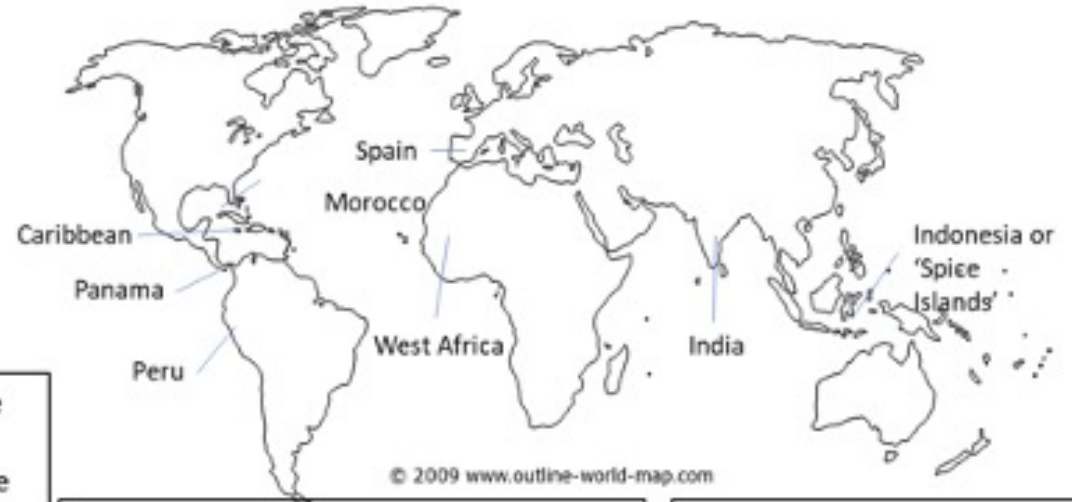 Spain
Morocco
Caribbean
Indonesia or
‘Spice
Islands’
Panama
West Africa
India
Peru
© 2009 www.outline-world-map.com